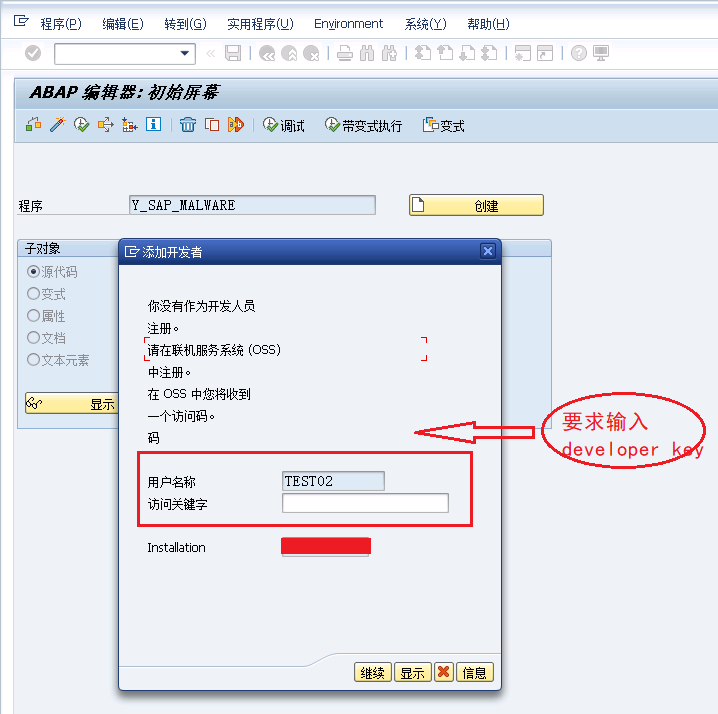 程序(P) 编辑(E) 转到(G) 实用程序(U) Environment 系统(Y) 帮助(H)
ABAP 编辑器: 初始屏幕
调试 带变式执行 变式
程序 Y_SAP_MALWARE 创建
子对象
源代码
变式
属性
文档
文本元素
显示
添加开发者
你没有作为开发人员
注册。
请在联机服务系统 (OSS)
中注册。
在 OSS 中您将收到
一个访问码。
码
用户名称 TEST02
访问关键字
Installation
继续 显示 信息
要求输入
developer key